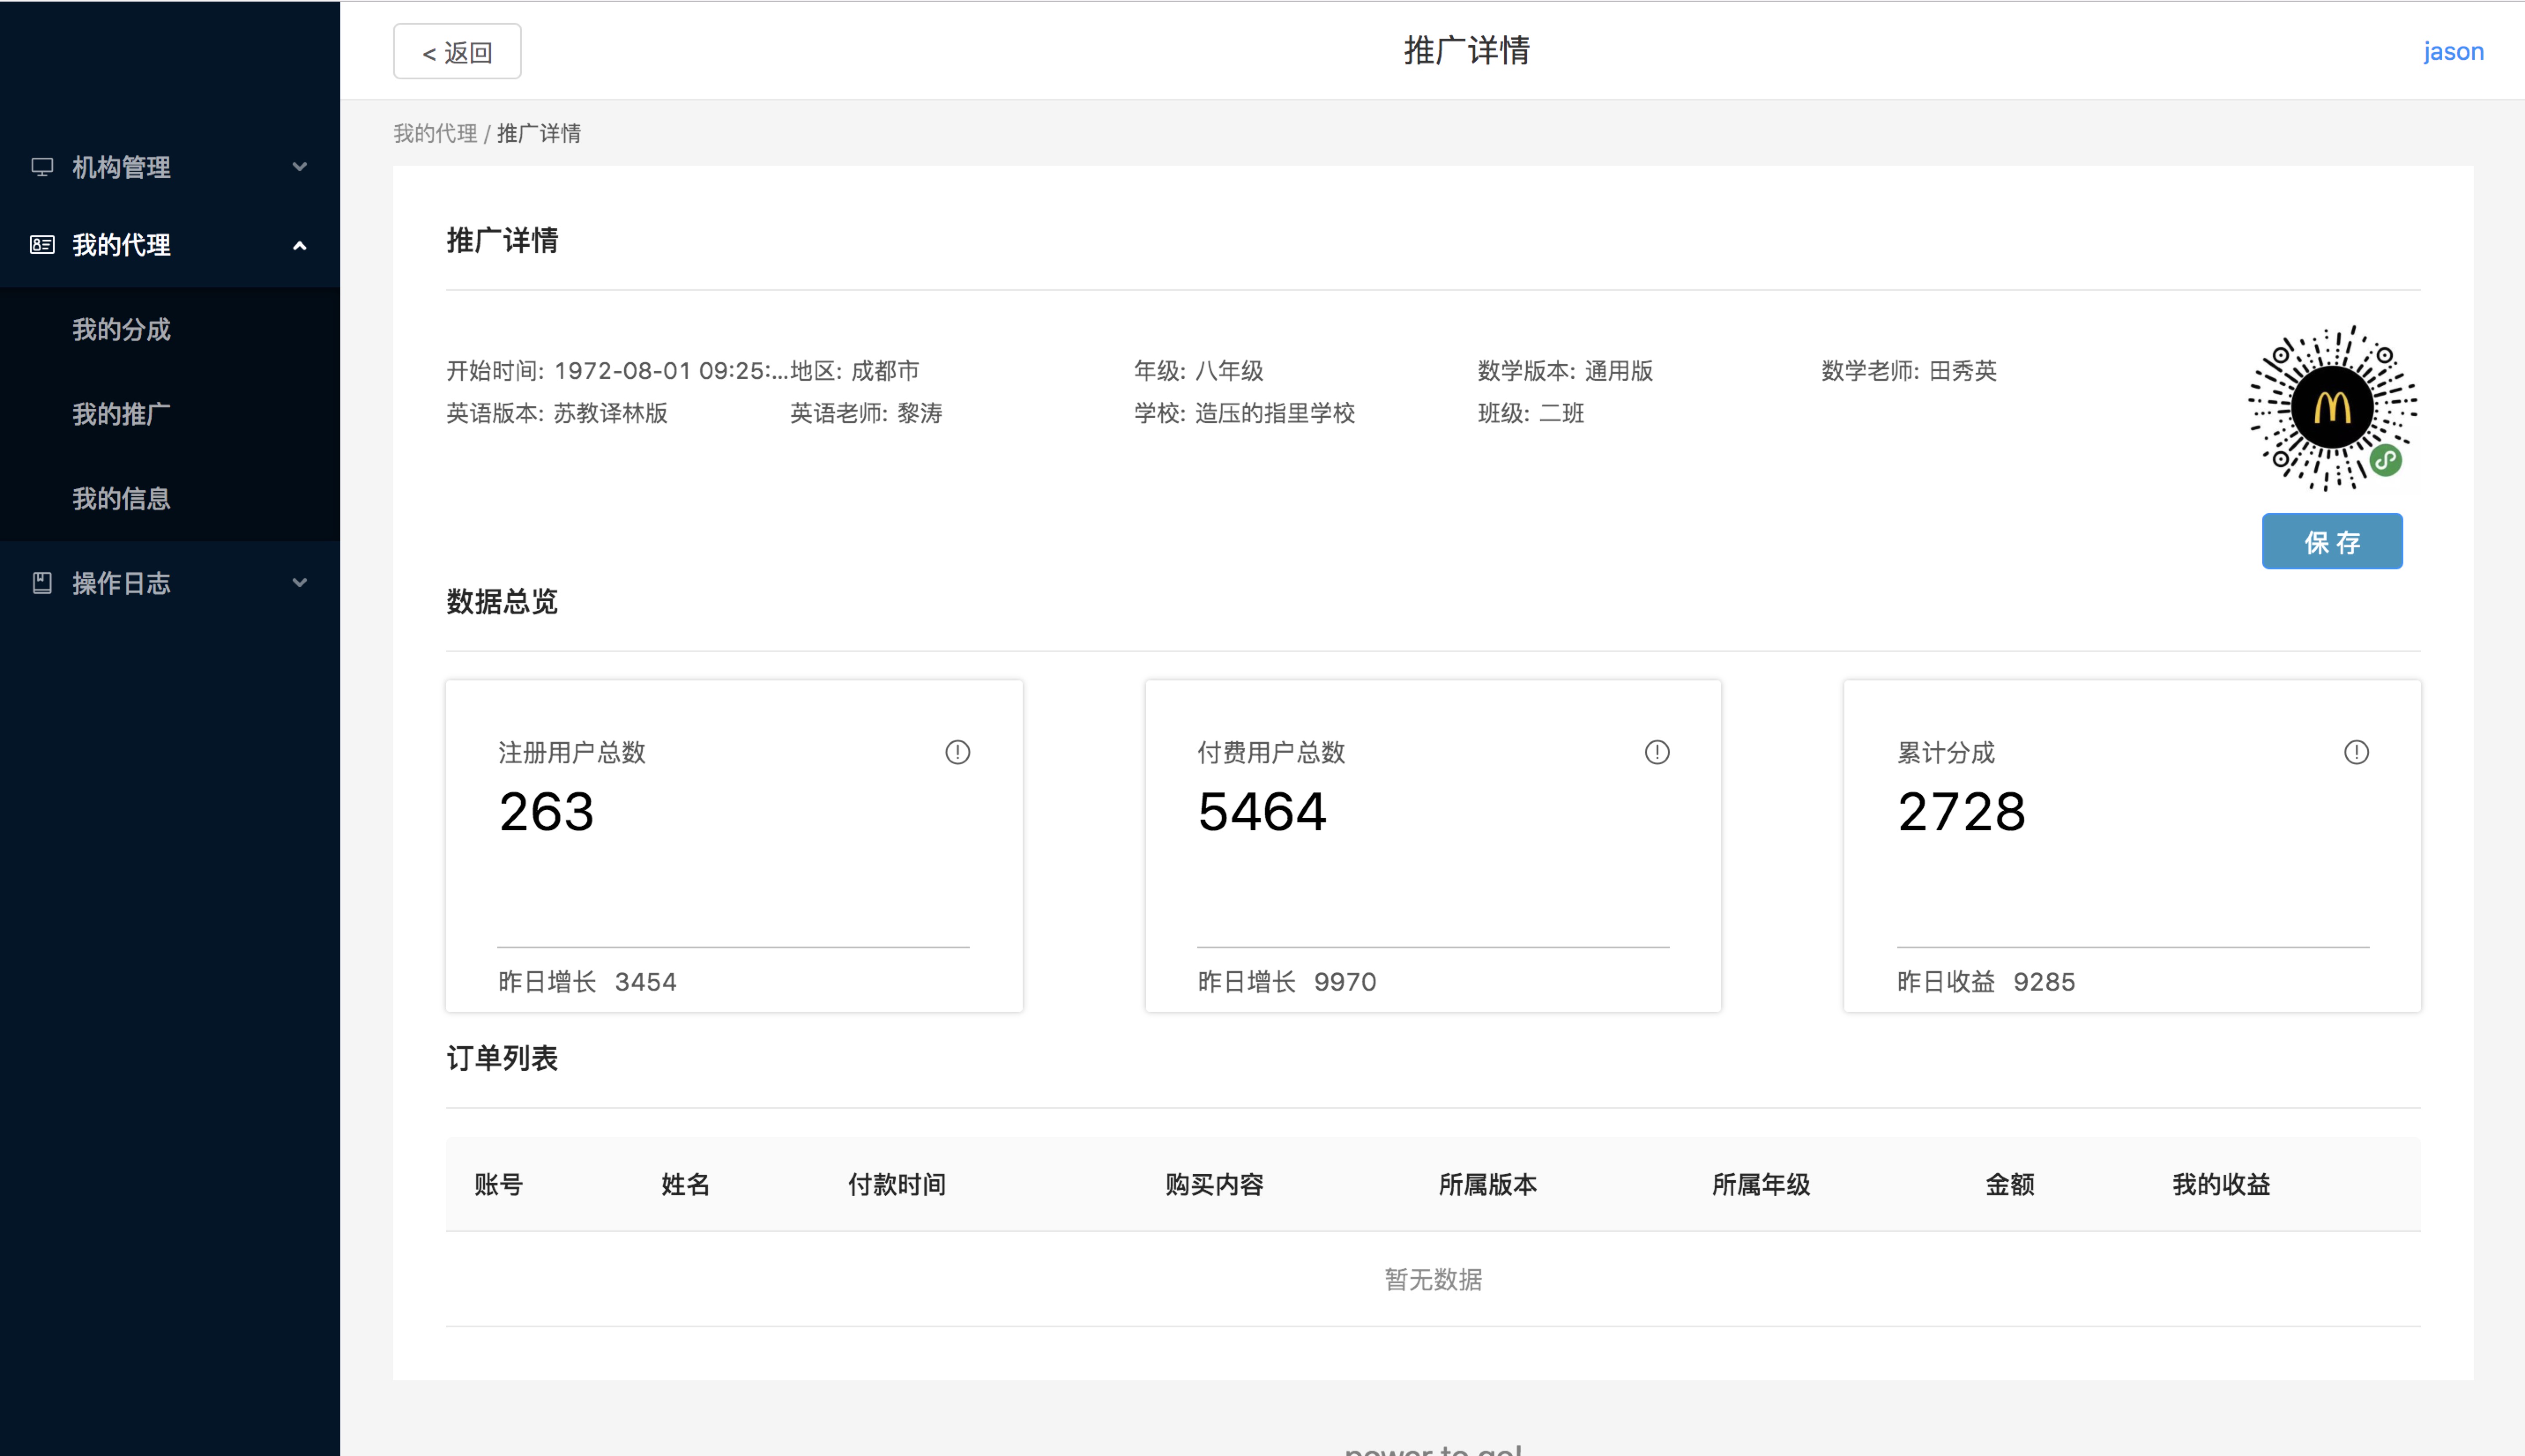 < 返回
推广详情
jason
我的代理 / 推广详情
机构管理
我的代理
我的分成
我的推广
我的信息
操作日志
推广详情
开始时间: 1972-08-01 09:25:... 地区: 成都市 年级: 八年级 数学版本: 通用版 数学老师: 田秀英
英语版本: 苏教译林版 英语老师: 黎涛 学校: 造压的指里学校 班级: 二班
保 存
数据总览
注册用户总数
263
昨日增长 3454
付费用户总数
5464
昨日增长 9970
累计分成
2728
昨日收益 9285
订单列表
账号 姓名 付款时间 购买内容 所属版本 所属年级 金额 我的收益
暂无数据
power to go!